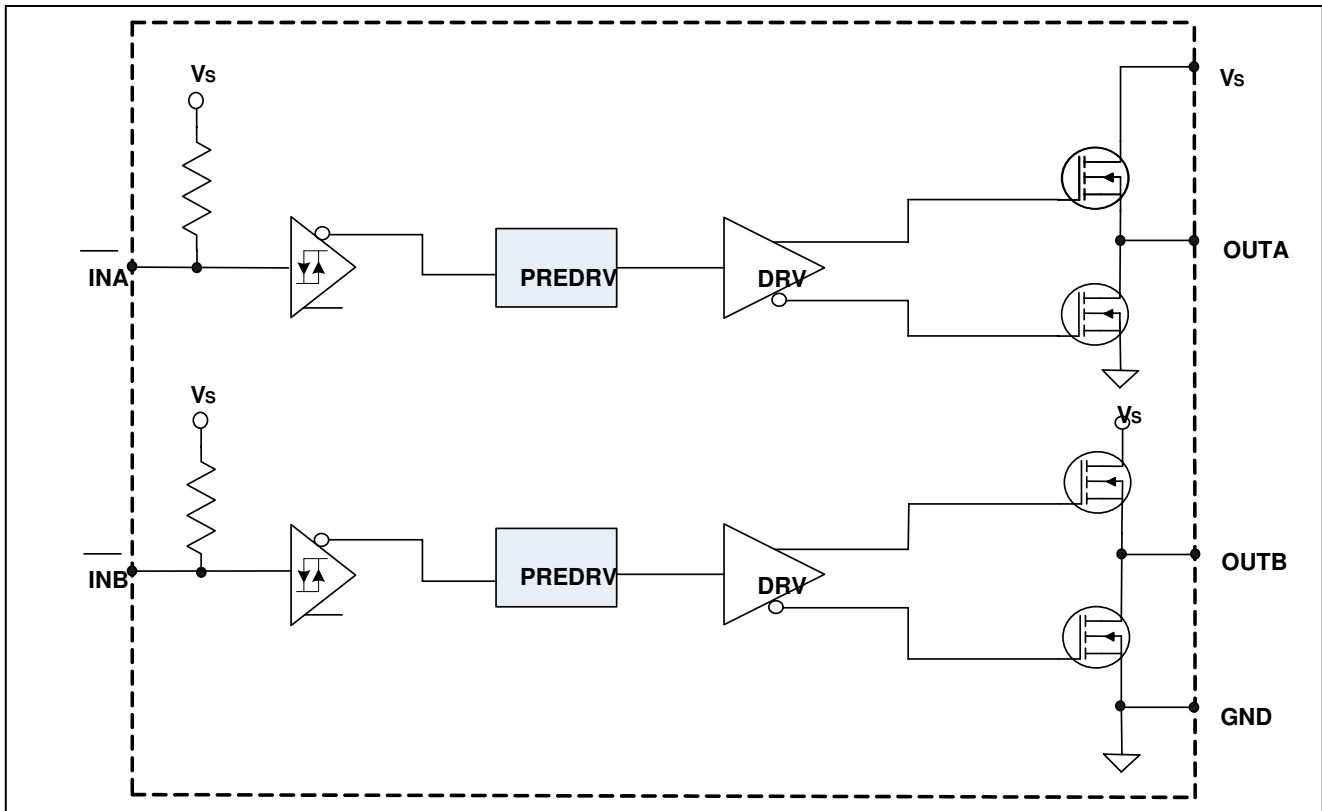 Vs
Vs
INA
PREDRV
DRV
OUTA
Vs
Vs
INB
PREDRV
DRV
OUTB
GND